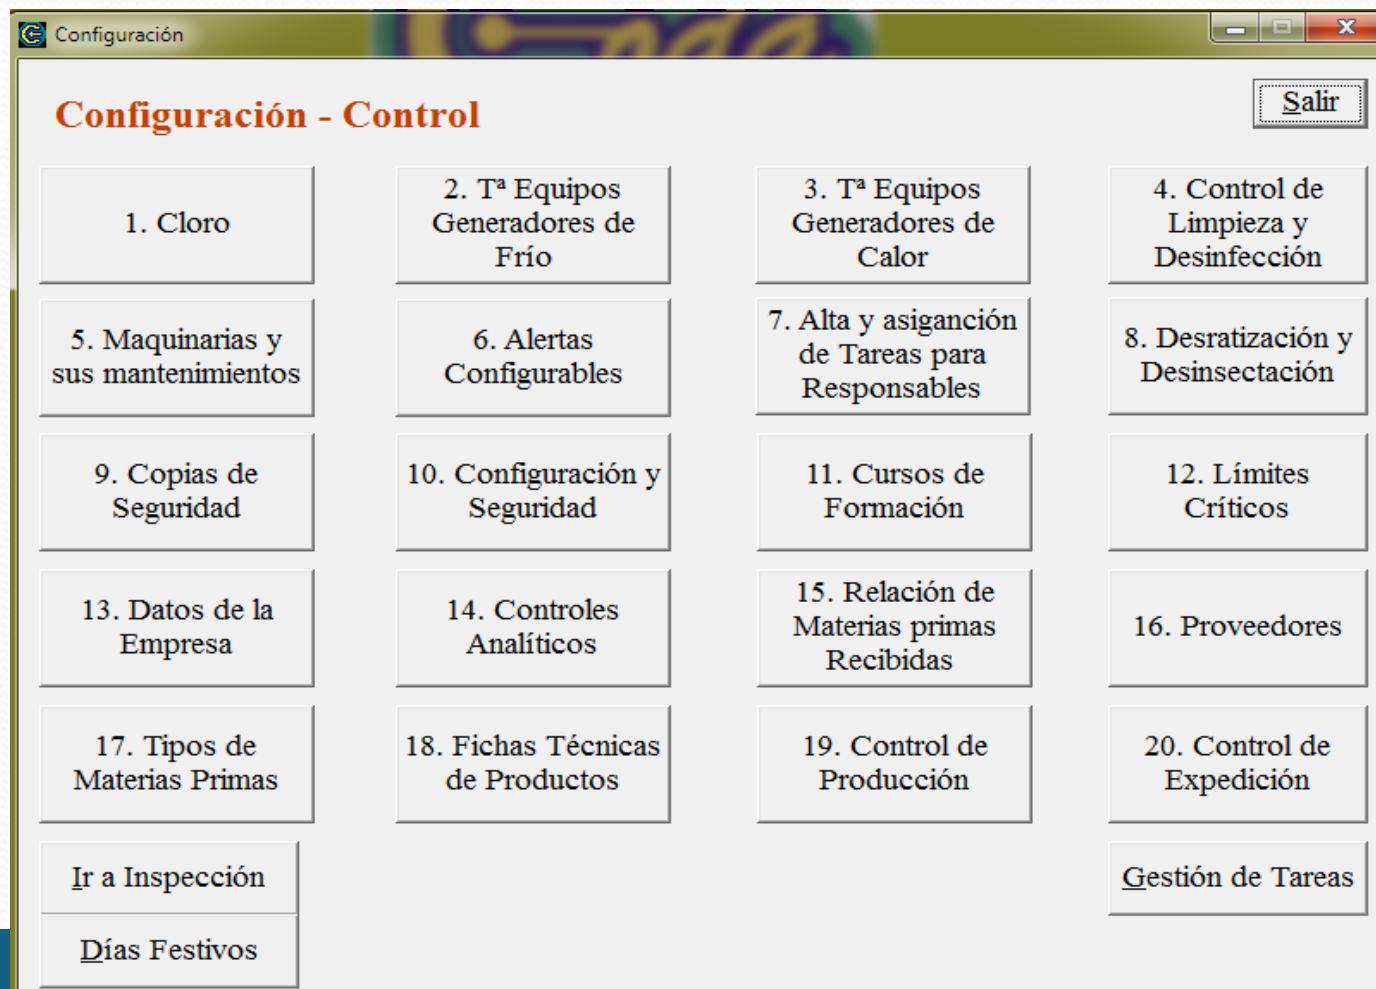 Configuración
Configuración - Control
Salir
1. Cloro
2. Tª Equipos
Generadores de
Frío
3. Tª Equipos
Generadores de
Calor
4. Control de
Limpieza y
Desinfección
5. Maquinarias y
sus mantenimientos
6. Alertas
Configurables
7. Alta y asiganción
de Tareas para
Responsables
8. Desratización y
Desinsectación
9. Copias de
Seguridad
10. Configuración y
Seguridad
11. Cursos de
Formación
12. Límites
Críticos
13. Datos de la
Empresa
14. Controles
Analíticos
15. Relación de
Materias primas
Recibidas
16. Proveedores
17. Tipos de
Materias Primas
18. Fichas Técnicas
de Productos
19. Control de
Producción
20. Control de
Expedición
Ir a Inspección
Gestión de Tareas
Días Festivos